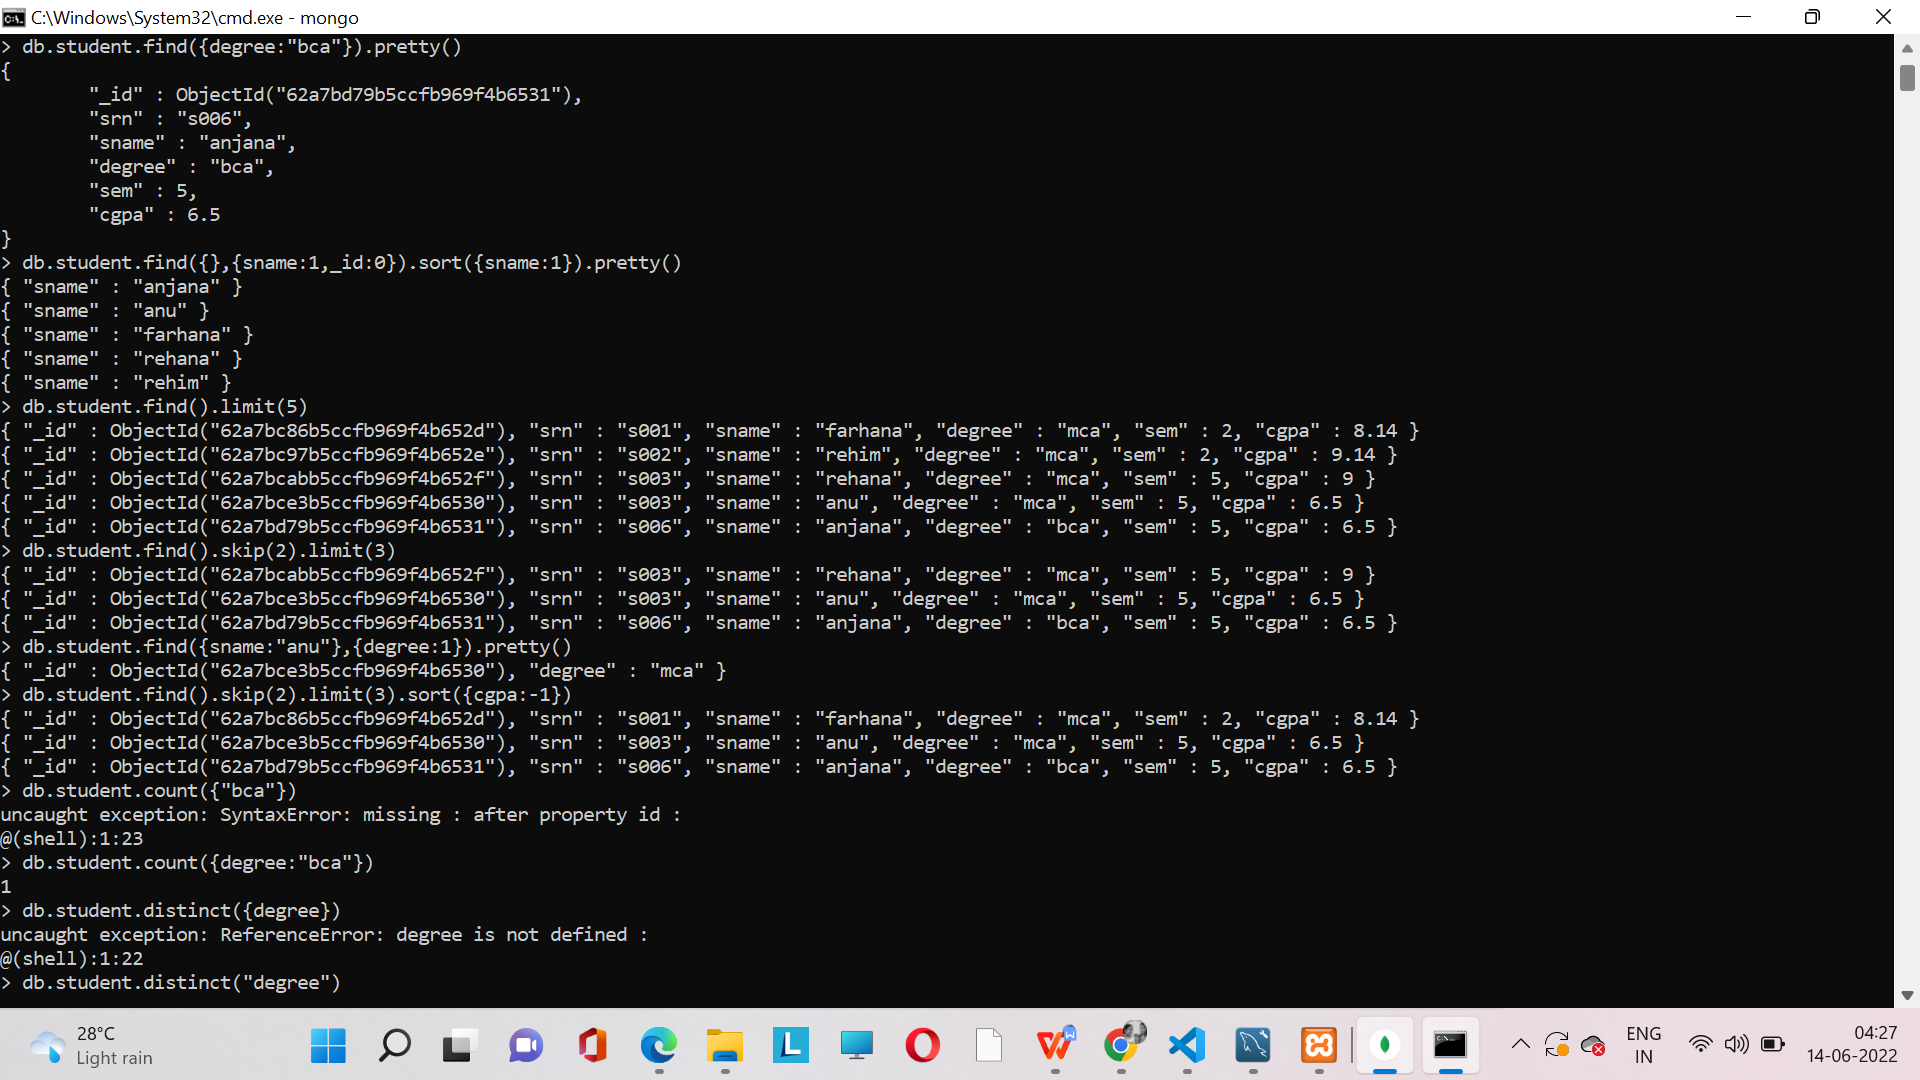 C:\Windows\System32\cmd.exe - mongo
> db.student.find({degree:"bca"}).pretty()
{
        "_id" : ObjectId("62a7bd79b5ccfb969f4b6531"),
        "srn" : "s006",
        "sname" : "anjana",
        "degree" : "bca",
        "sem" : 5,
        "cgpa" : 6.5
}
> db.student.find({},{sname:1,_id:0}).sort({sname:1}).pretty()
{ "sname" : "anjana" }
{ "sname" : "anu" }
{ "sname" : "farhana" }
{ "sname" : "rehana" }
{ "sname" : "rehim" }
> db.student.find().limit(5)
{ "_id" : ObjectId("62a7bc86b5ccfb969f4b652d"), "srn" : "s001", "sname" : "farhana", "degree" : "mca", "sem" : 2, "cgpa" : 8.14 }
{ "_id" : ObjectId("62a7bc97b5ccfb969f4b652e"), "srn" : "s002", "sname" : "rehim", "degree" : "mca", "sem" : 2, "cgpa" : 9.14 }
{ "_id" : ObjectId("62a7bcabb5ccfb969f4b652f"), "srn" : "s003", "sname" : "rehana", "degree" : "mca", "sem" : 5, "cgpa" : 9 }
{ "_id" : ObjectId("62a7bce3b5ccfb969f4b6530"), "srn" : "s003", "sname" : "anu", "degree" : "mca", "sem" : 5, "cgpa" : 6.5 }
{ "_id" : ObjectId("62a7bd79b5ccfb969f4b6531"), "srn" : "s006", "sname" : "anjana", "degree" : "bca", "sem" : 5, "cgpa" : 6.5 }
> db.student.find().skip(2).limit(3)
{ "_id" : ObjectId("62a7bcabb5ccfb969f4b652f"), "srn" : "s003", "sname" : "rehana", "degree" : "mca", "sem" : 5, "cgpa" : 9 }
{ "_id" : ObjectId("62a7bce3b5ccfb969f4b6530"), "srn" : "s003", "sname" : "anu", "degree" : "mca", "sem" : 5, "cgpa" : 6.5 }
{ "_id" : ObjectId("62a7bd79b5ccfb969f4b6531"), "srn" : "s006", "sname" : "anjana", "degree" : "bca", "sem" : 5, "cgpa" : 6.5 }
> db.student.find({sname:"anu"},{degree:1}).pretty()
{ "_id" : ObjectId("62a7bce3b5ccfb969f4b6530"), "degree" : "mca" }
> db.student.find().skip(2).limit(3).sort({cgpa:-1})
{ "_id" : ObjectId("62a7bc86b5ccfb969f4b652d"), "srn" : "s001", "sname" : "farhana", "degree" : "mca", "sem" : 2, "cgpa" : 8.14 }
{ "_id" : ObjectId("62a7bce3b5ccfb969f4b6530"), "srn" : "s003", "sname" : "anu", "degree" : "mca", "sem" : 5, "cgpa" : 6.5 }
{ "_id" : ObjectId("62a7bd79b5ccfb969f4b6531"), "srn" : "s006", "sname" : "anjana", "degree" : "bca", "sem" : 5, "cgpa" : 6.5 }
> db.student.count({"bca"})
uncaught exception: SyntaxError: missing : after property id :
@(shell):1:23
> db.student.count({degree:"bca"})
1
> db.student.distinct({degree})
uncaught exception: ReferenceError: degree is not defined :
@(shell):1:22
> db.student.distinct("degree")
28°C
Light rain
ENG
IN
04:27
14-06-2022